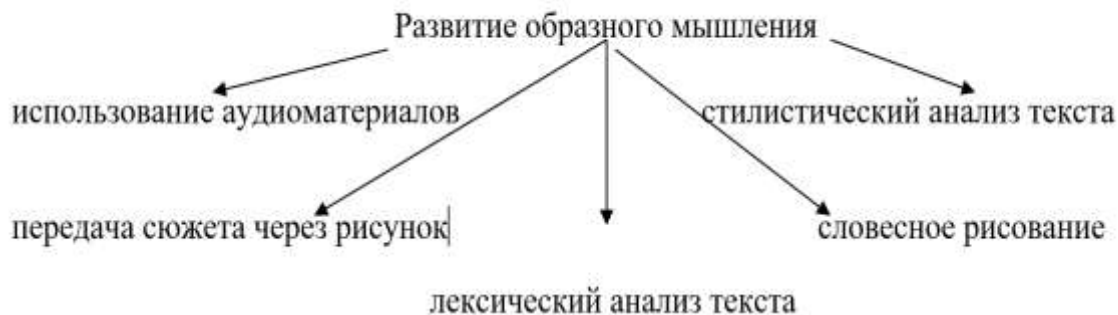 Развитие образного мышления
использование аудиоматериалов
стилистический анализ текста
передача сюжета через рисунок
словесное рисование
лексический анализ текста